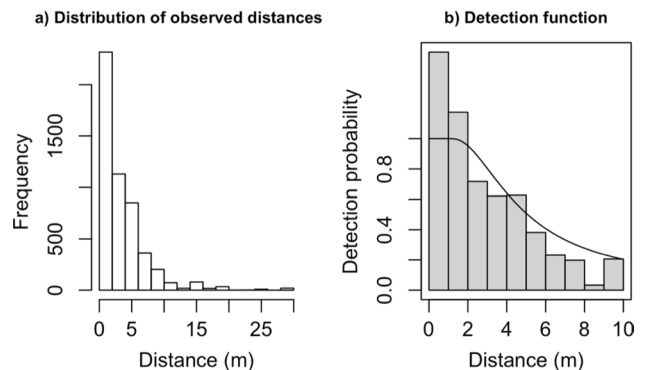 a) Distribution of observed distances
Frequency
1500
500
0
0 5 15 25
Distance (m)
b) Detection function
Detection probability
0.8
0.4
0.0
0 2 4 6 8 10
Distance (m)